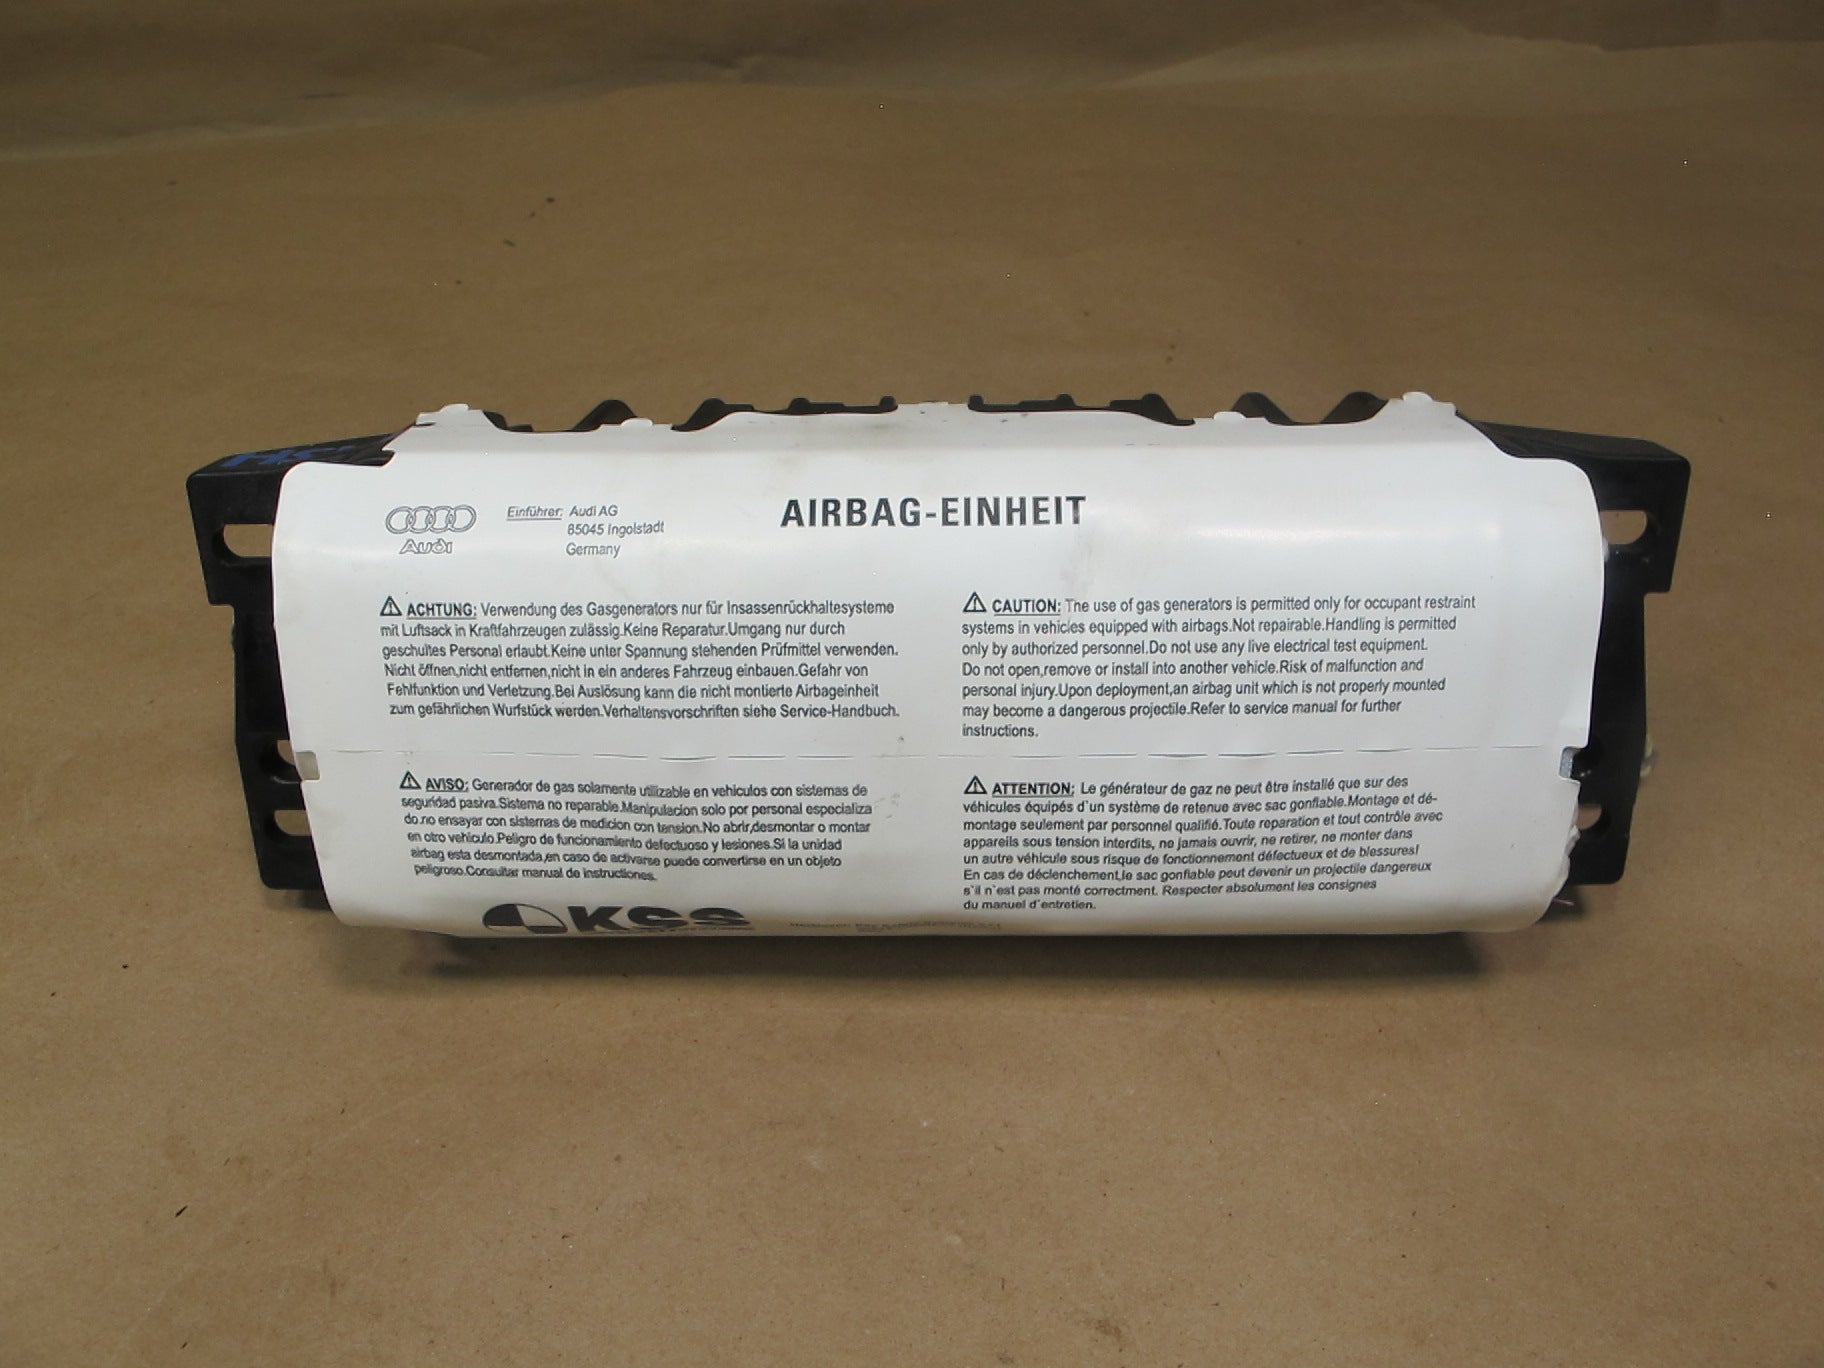 Audi
Einführer: Audi AG
85045 Ingolstadt
Germany
AIRBAG-EINHEIT
⚠ ACHTUNG: Verwendung des Gasgenerators nur für Insassenrückhaltesysteme
mit Luftsack in Kraftfahrzeugen zulässig.Keine Reparatur.Umgang nur durch
geschultes Personal erlaubt.Keine unter Spannung stehenden Prüfmittel verwenden.
Nicht öffnen,nicht entfernen,nicht in ein anderes Fahrzeug einbauen.Gefahr von
Fehlfunktion und Verletzung.Bei Auslösung kann die nicht montierte Airbageinheit
zum gefährlichen Wurfstück werden.Verhaltensvorschriften siehe Service-Handbuch.
⚠ CAUTION: The use of gas generators is permitted only for occupant restraint
systems in vehicles equipped with airbags.Not repairable.Handling is permitted
only by authorized personnel.Do not use any live electrical test equipment.
Do not open,remove or install into another vehicle.Risk of malfunction and
personal injury.Upon deployment,an airbag unit which is not properly mounted
may become a dangerous projectile.Refer to service manual for further
instructions.
⚠ AVISO: Generador de gas solamente utilizable en vehiculos con sistemas de
seguridad pasiva.Sistema no reparable.Manipulacion solo por personal especializa
do.no ensayar con sistemas de medicion con tension.No abrir,desmontar o montar
en otro vehiculo.Peligro de funcionamiento defectuoso y lesiones.Si la unidad
airbag esta desmontada,en caso de activarse puede convertirse en un objeto
peligroso.Consultar manual de instructiones.
⚠ ATTENTION: Le générateur de gaz ne peut être installé que sur des
véhicules équipés d'un système de retenue avec sac gonflable.Montage et dé-
montage seulement par personnel qualifié.Toute reparation et tout contrôle avec
appareils sous tension interdits, ne jamais ouvrir, ne retirer, ne monter dans
un autre véhicule sous risque de fonctionnement défectueux et de blessures!
En cas de déclenchement,le sac gonflable peut devenir un projectile dangereux
s'il n'est pas monté correctment. Respecter absolument les consignes
du manuel d'entretien.
KSS